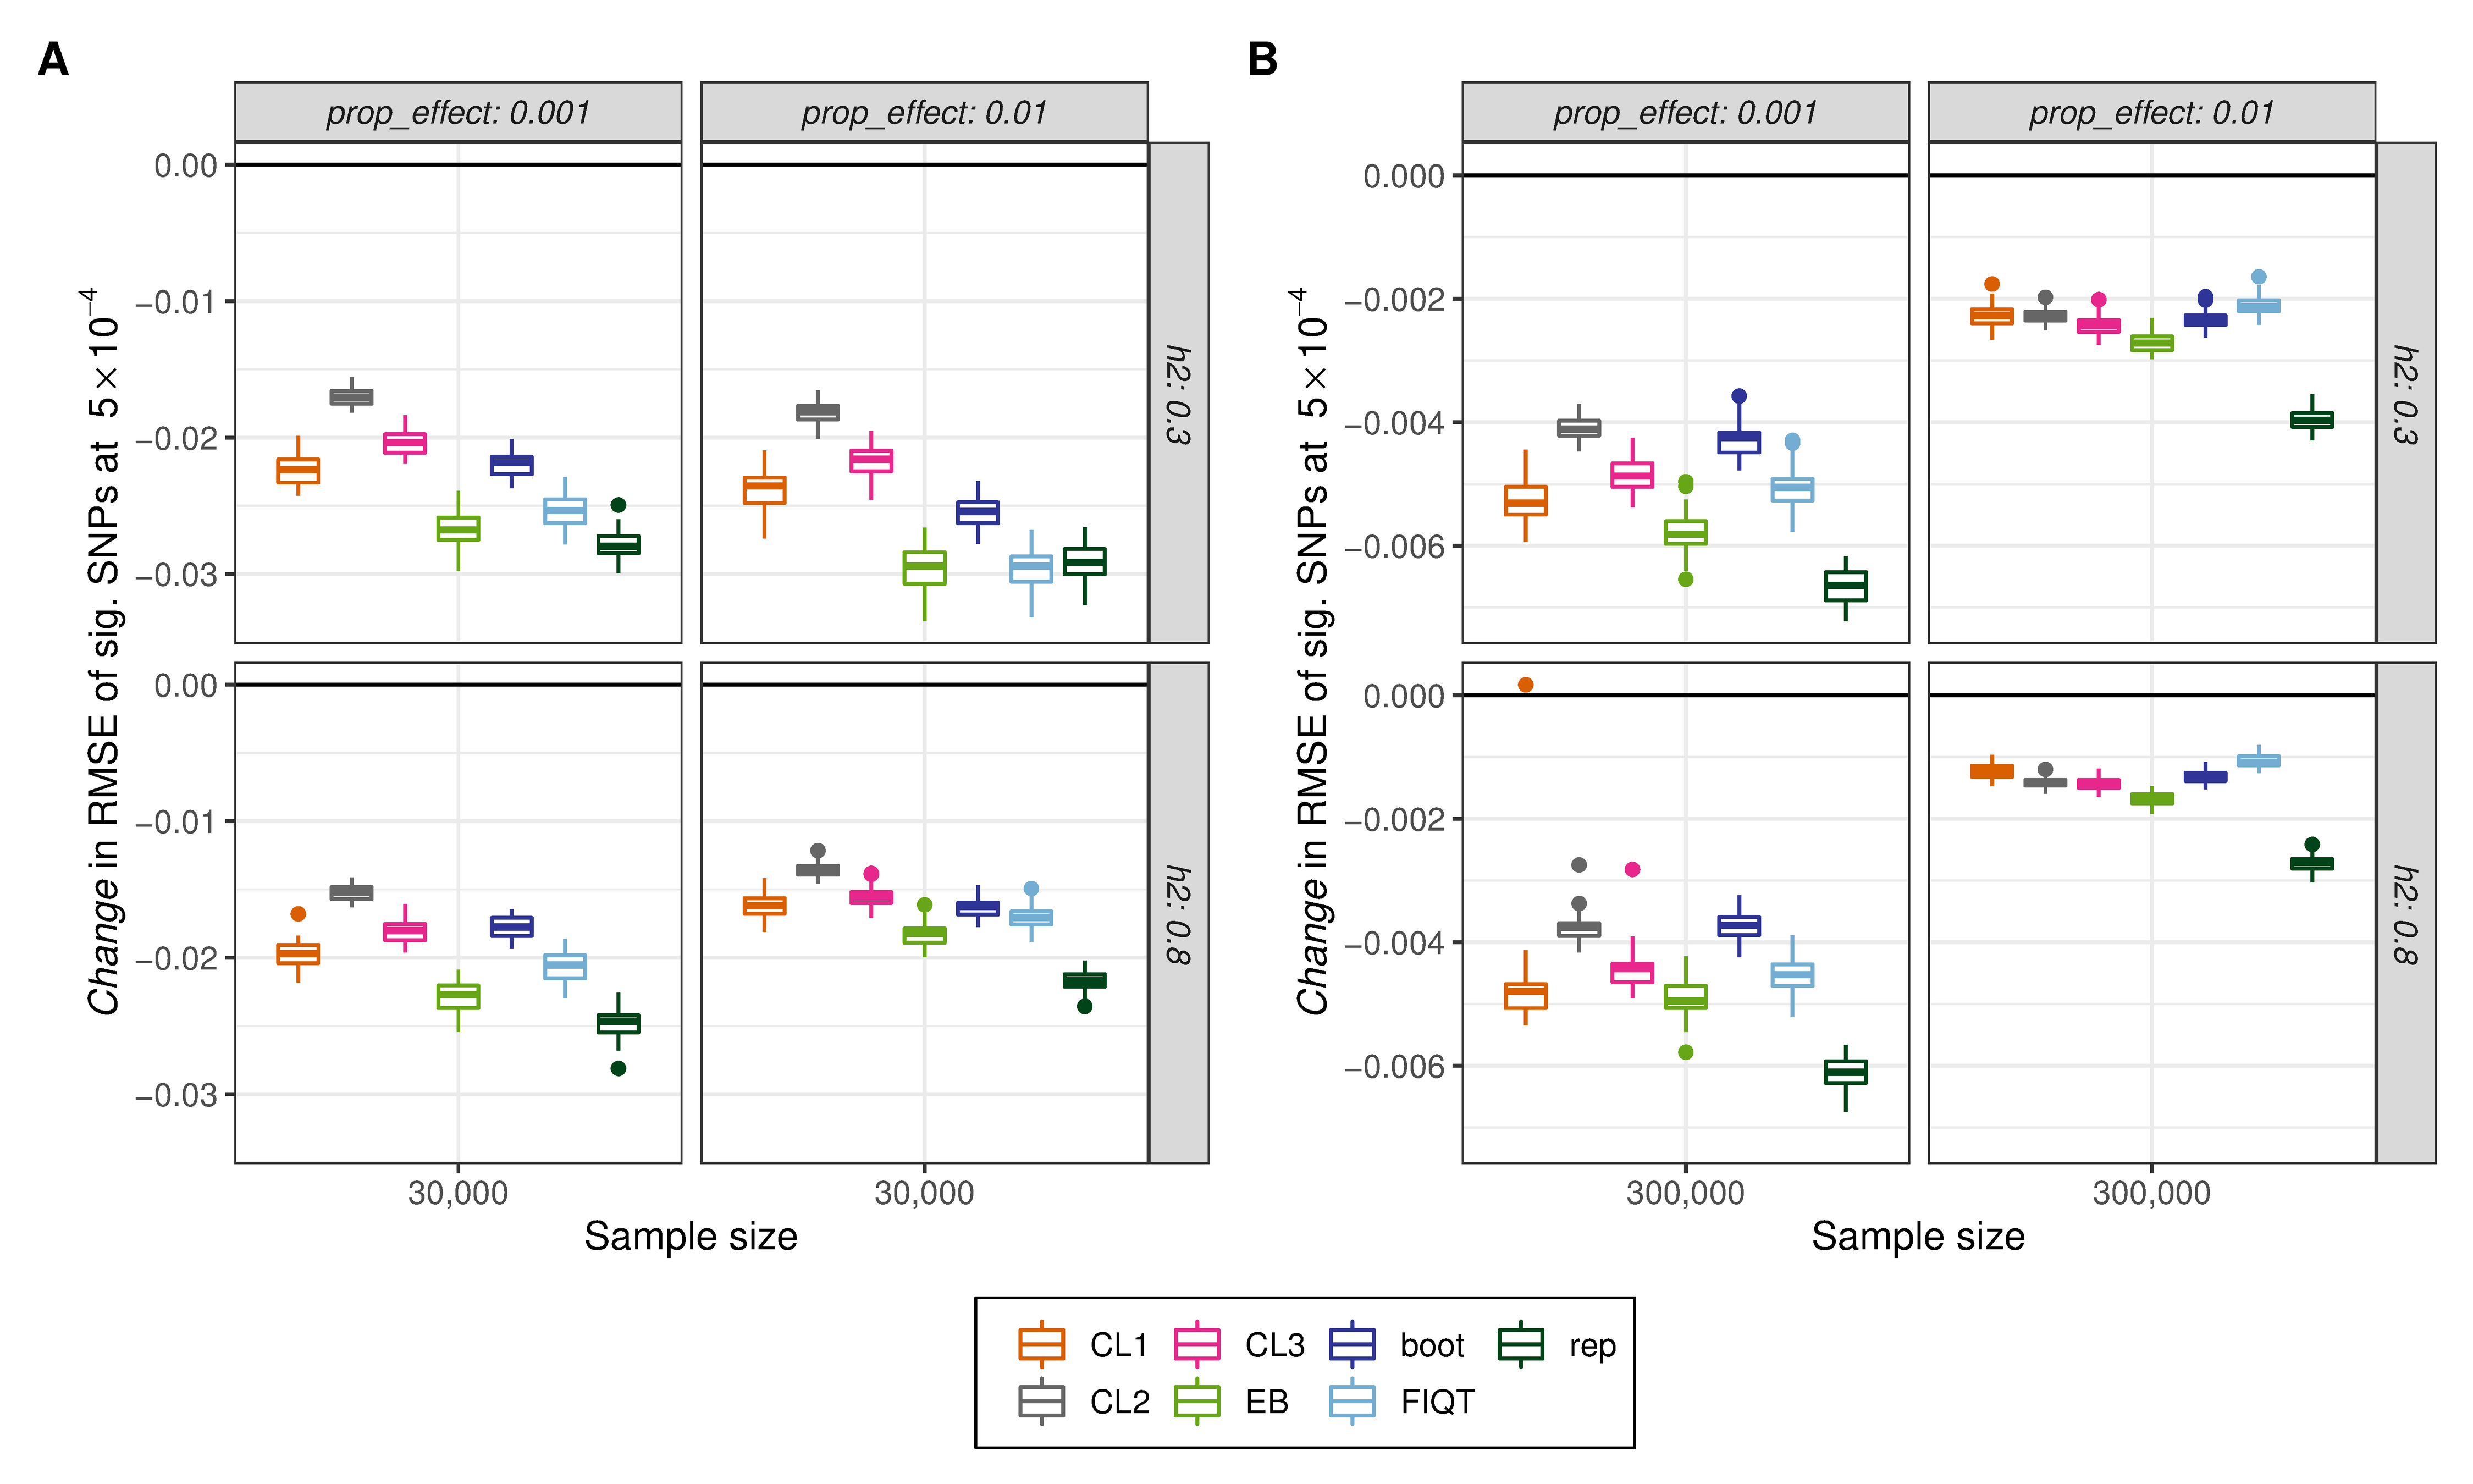 A
prop_effect: 0.001
prop_effect: 0.01
h2: 0.3
h2: 0.8
Change in RMSE of sig. SNPs at 5×10⁻⁴
0.00
−0.01
−0.02
−0.03
0.00
−0.01
−0.02
−0.03
30,000
30,000
Sample size
B
prop_effect: 0.001
prop_effect: 0.01
h2: 0.3
h2: 0.8
Change in RMSE of sig. SNPs at 5×10⁻⁴
0.000
−0.002
−0.004
−0.006
0.000
−0.002
−0.004
−0.006
300,000
300,000
Sample size
CL1 CL3 boot rep
CL2 EB FIQT